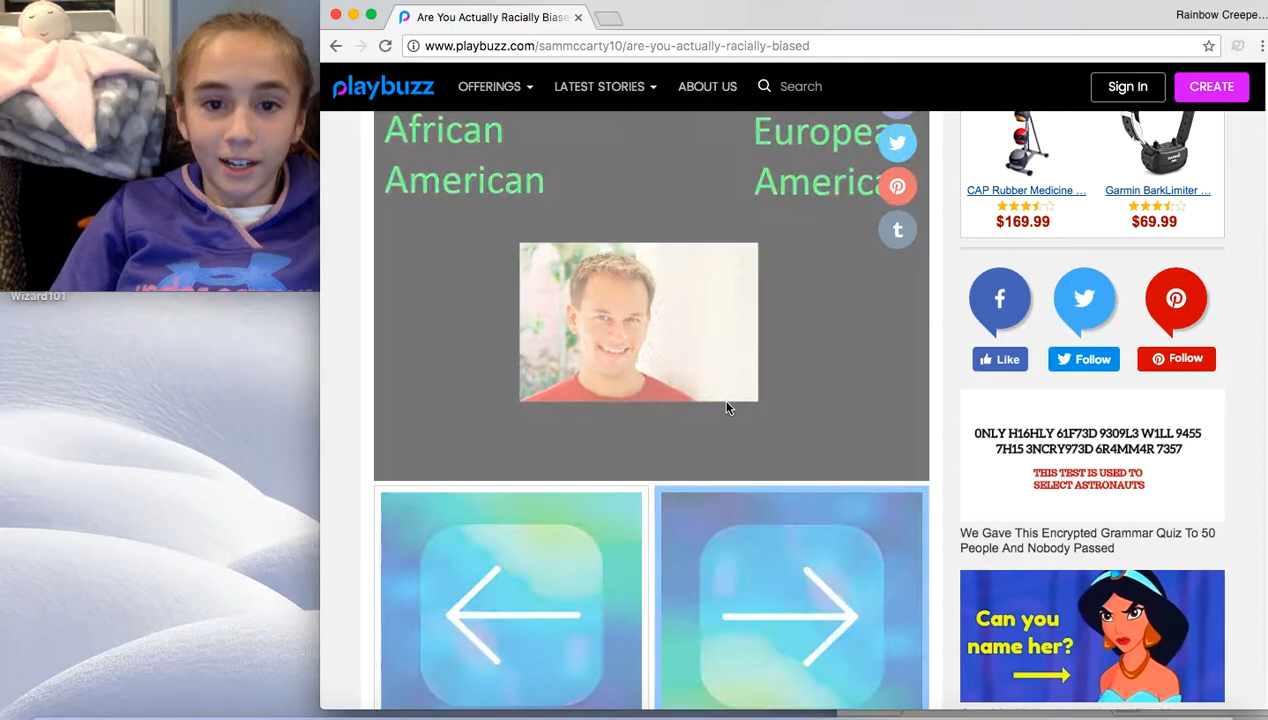 Are You Actually Racially Biase
Rainbow Creepe...
www.playbuzz.com/sammccarty10/are-you-actually-racially-biased
playbuzz
OFFERINGS
LATEST STORIES
ABOUT US
Search
Sign In
CREATE
African
American
European
America
CAP Rubber Medicine ...
$169.99
Garmin BarkLimiter ...
$69.99
Like
Follow
Follow
0NLY H16HLY 61F73D 9309L3 W1LL 9455
7H15 3NCRY973D 6R4MM4R 7357
THIS TEST IS USED TO
SELECT ASTRONAUTS
We Gave This Encrypted Grammar Quiz To 50
People And Nobody Passed
Can you
name her?
Wizard101